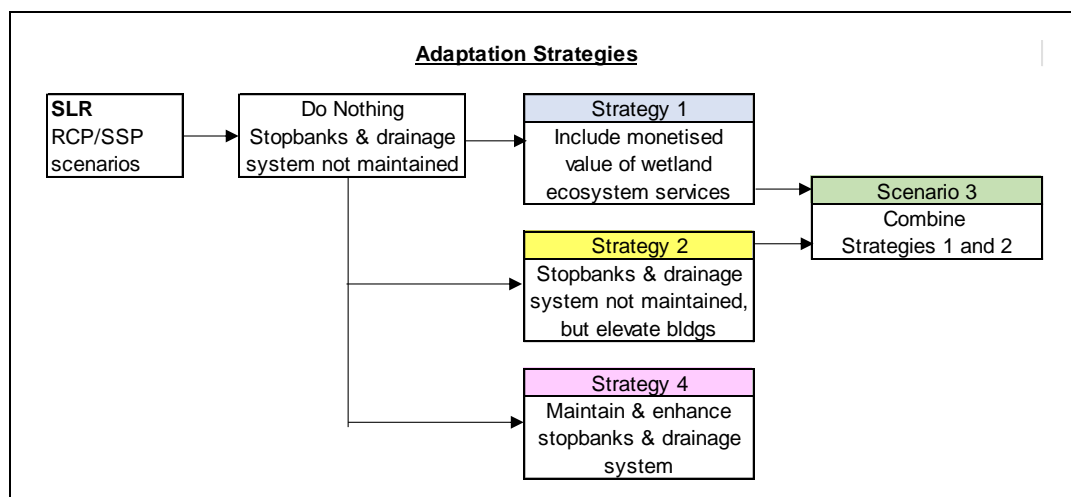 Adaptation Strategies
SLR
RCP/SSP
scenarios
Do Nothing
Stopbanks & drainage
system not maintained
Strategy 1
Include monetised
value of wetland
ecosystem services
Scenario 3
Combine
Strategies 1 and 2
Strategy 2
Stopbanks & drainage
system not maintained,
but elevate bldgs
Strategy 4
Maintain & enhance
stopbanks & drainage
system